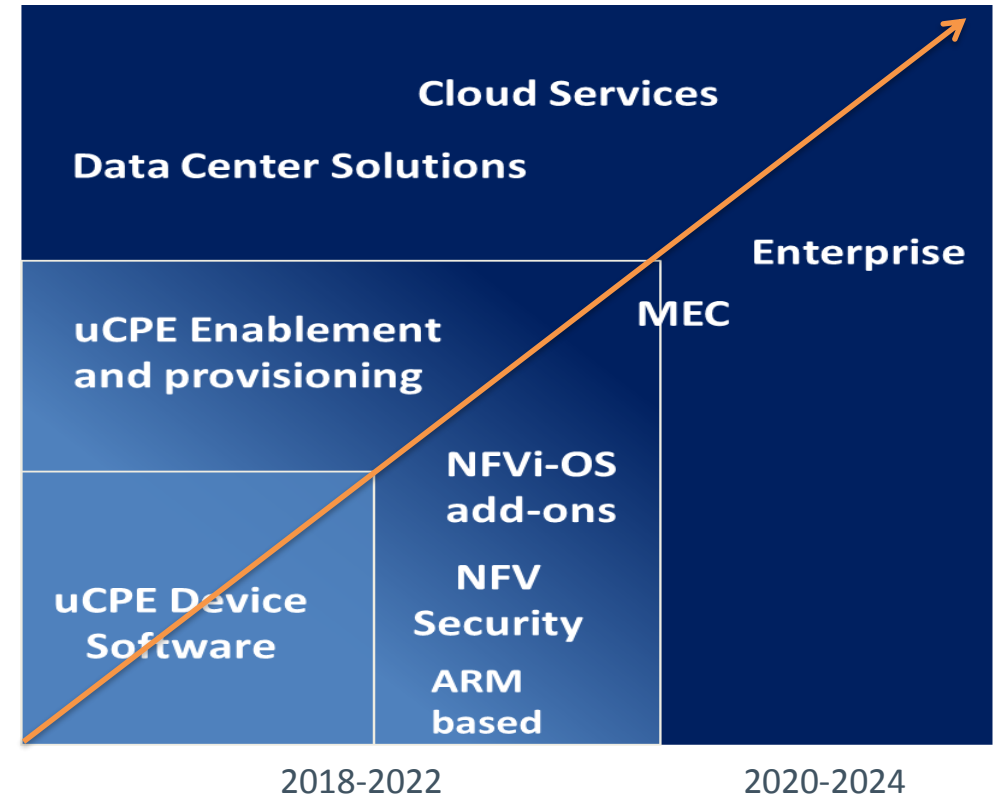 Cloud Services
Data Center Solutions
Enterprise
MEC
uCPE Enablement
and provisioning
NFVi-OS
add-ons
NFV
Security
uCPE Device
Software
ARM
based
2018-2022
2020-2024